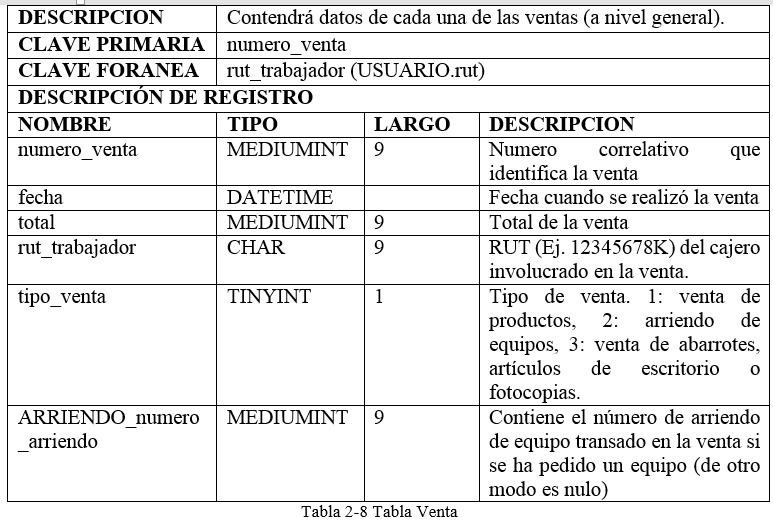 DESCRIPCION Contendrá datos de cada una de las ventas (a nivel general).
CLAVE PRIMARIA numero_venta
CLAVE FORANEA rut_trabajador (USUARIO.rut)
DESCRIPCIÓN DE REGISTRO
NOMBRE TIPO LARGO DESCRIPCION
numero_venta MEDIUMINT 9 Numero correlativo que
identifica la venta
fecha DATETIME Fecha cuando se realizó la venta
total MEDIUMINT 9 Total de la venta
rut_trabajador CHAR 9 RUT (Ej. 12345678K) del cajero
involucrado en la venta.
tipo_venta TINYINT 1 Tipo de venta. 1: venta de
productos, 2: arriendo de
equipos, 3: venta de abarrotes,
artículos de escritorio o
fotocopias.
ARRIENDO_numero MEDIUMINT 9 Contiene el número de arriendo
_arriendo de equipo transado en la venta si
se ha pedido un equipo (de otro
modo es nulo)
Tabla 2-8 Tabla Venta